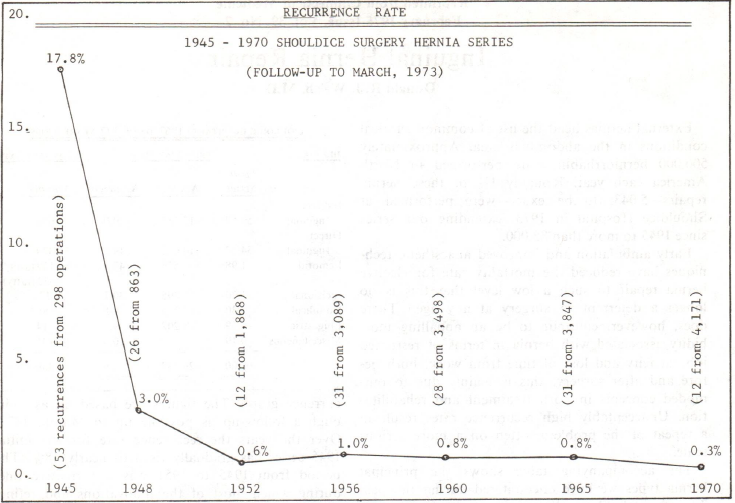 20.
RECURRENCE RATE
1945 - 1970 SHOULDICE SURGERY HERNIA SERIES
(FOLLOW-UP TO MARCH, 1973)
17.8%
15.
10.
5.
0.
(53 recurrences from 298 operations)
(26 from 863)
(12 from 1,868)
(31 from 3,089)
(28 from 3,498)
(31 from 3,847)
(12 from 4,171)
3.0%
0.6%
1.0%
0.8%
0.8%
0.3%
1945 1948 1952 1956 1960 1965 1970